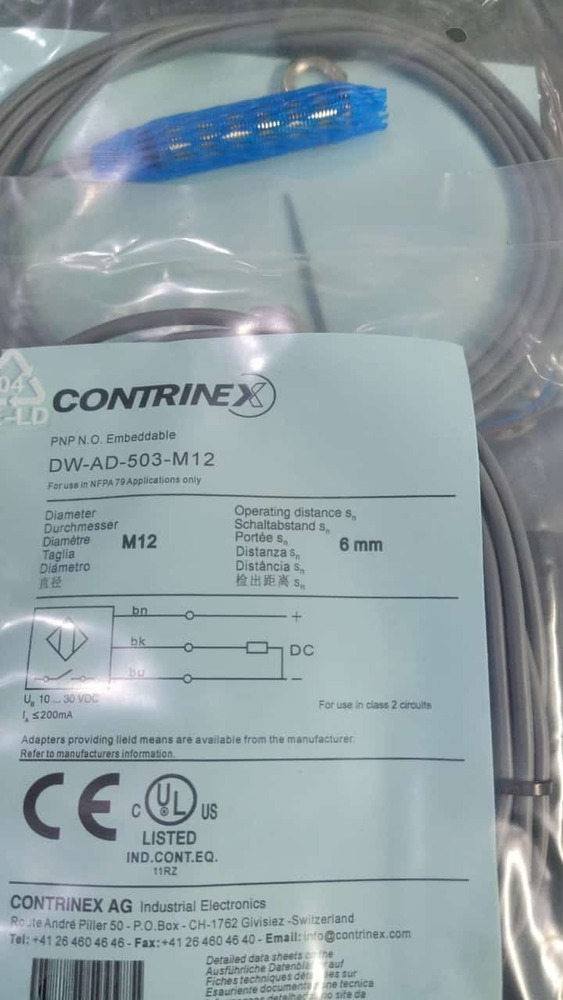 04
-LD
CONTRINEX
PNP N.O. Embeddable
DW-AD-503-M12
For use in NFPA 79 Applications only
Diameter
Durchmesser
Diamètre
Taglia
Diámetro
直径
M12
Operating distance sn
Schaltabstand sn
Portée sn
Distanza sn
Distância sn
检出距离 sn
6 mm
bn
+
bk
DC
bu
–
UB 10 ... 30 VDC
IA ≤200mA
For use in class 2 circuits
Adapters providing lield means are available from the manufacturer.
Refer to manufacturers information.
CE
C UL US
LISTED
IND.CONT.EQ.
11RZ
CONTRINEX AG Industrial Electronics
Route André Piller 50 - P.O.Box - CH-1762 Givisiez -Switzerland
Tel: +41 26 460 46 46 - Fax: +41 26 460 46 40 - Email: info@contrinex.com
Detailed data sheets on the
Ausführliche auf
Fiches techniques sur
Esauriente tecnica
site da